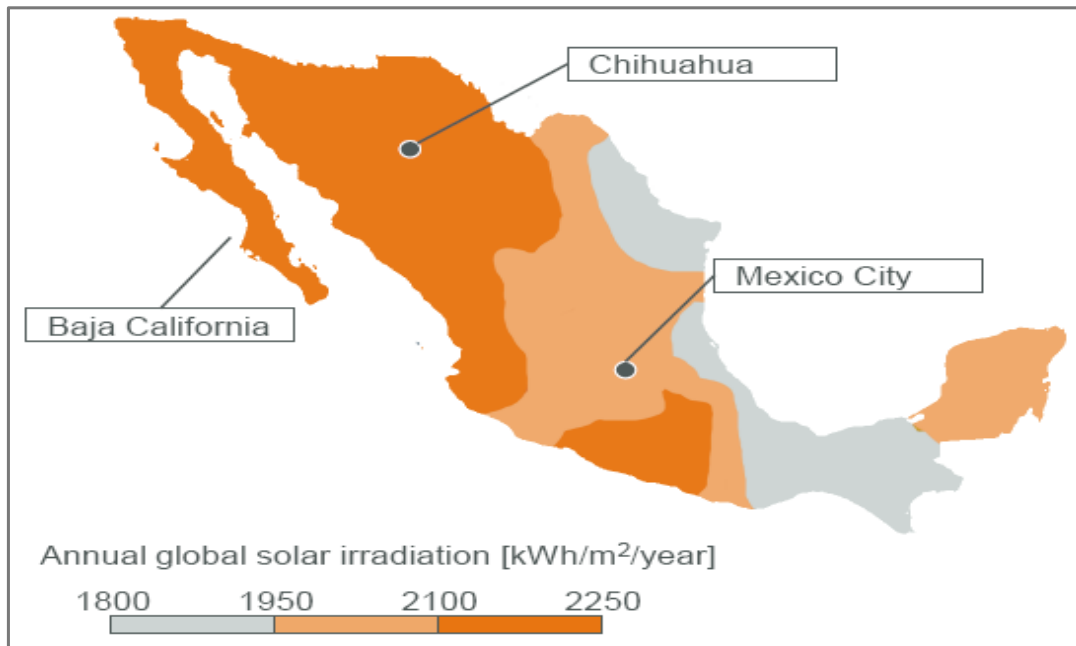 Chihuahua
Mexico City
Baja California
Annual global solar irradiation [kWh/m²/year]
1800 1950 2100 2250